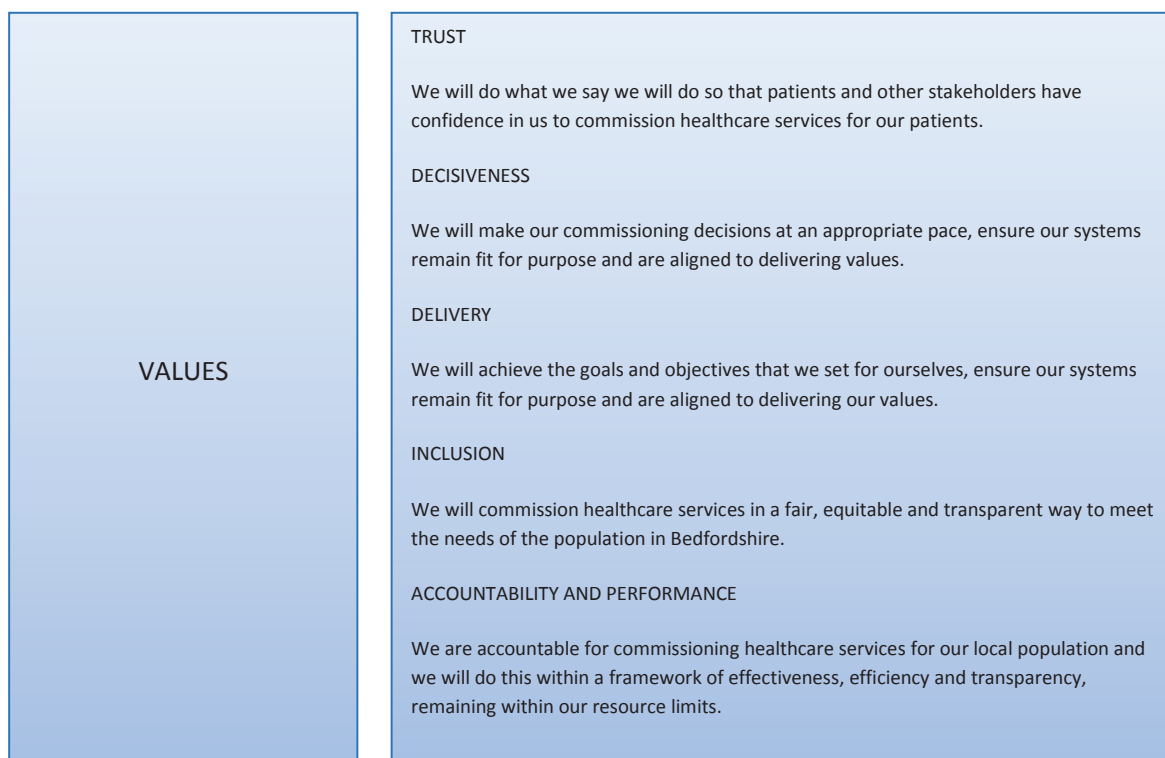 VALUES
TRUST
We will do what we say we will do so that patients and other stakeholders have
confidence in us to commission healthcare services for our patients.
DECISIVENESS
We will make our commissioning decisions at an appropriate pace, ensure our systems
remain fit for purpose and are aligned to delivering values.
DELIVERY
We will achieve the goals and objectives that we set for ourselves, ensure our systems
remain fit for purpose and are aligned to delivering our values.
INCLUSION
We will commission healthcare services in a fair, equitable and transparent way to meet
the needs of the population in Bedfordshire.
ACCOUNTABILITY AND PERFORMANCE
We are accountable for commissioning healthcare services for our local population and
we will do this within a framework of effectiveness, efficiency and transparency,
remaining within our resource limits.